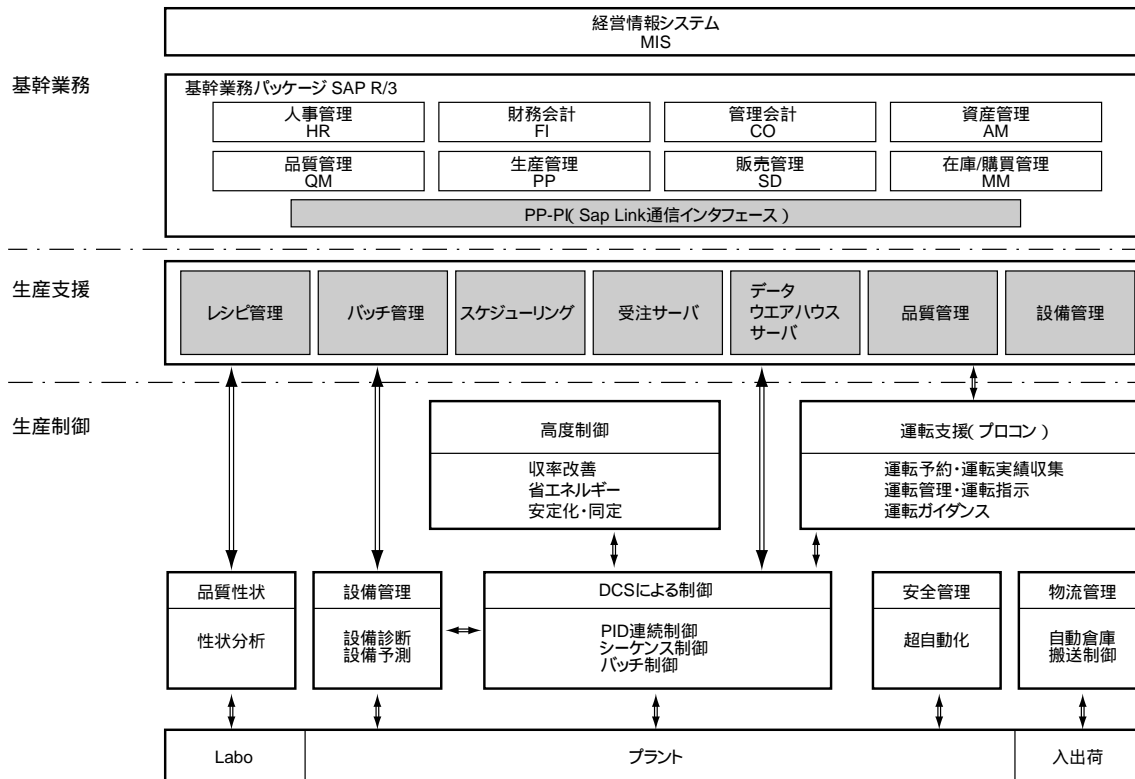 経営情報システム
MIS
基幹業務
基幹業務パッケージ SAP R/3
人事管理
HR
財務会計
FI
管理会計
CO
資産管理
AM
品質管理
QM
生産管理
PP
販売管理
SD
在庫/購買管理
MM
PP-PI( Sap Link通信インタフェース )
生産支援
レシピ管理
バッチ管理
スケジューリング
受注サーバ
データ
ウエアハウス
サーバ
品質管理
設備管理
生産制御
高度制御
収率改善
省エネルギー
安定化・同定
運転支援( プロコン )
運転予約・運転実績収集
運転管理・運転指示
運転ガイダンス
品質性状
性状分析
設備管理
設備診断
設備予測
DCSによる制御
PID連続制御
シーケンス制御
バッチ制御
安全管理
超自動化
物流管理
自動倉庫
搬送制御
Labo
プラント
入出荷